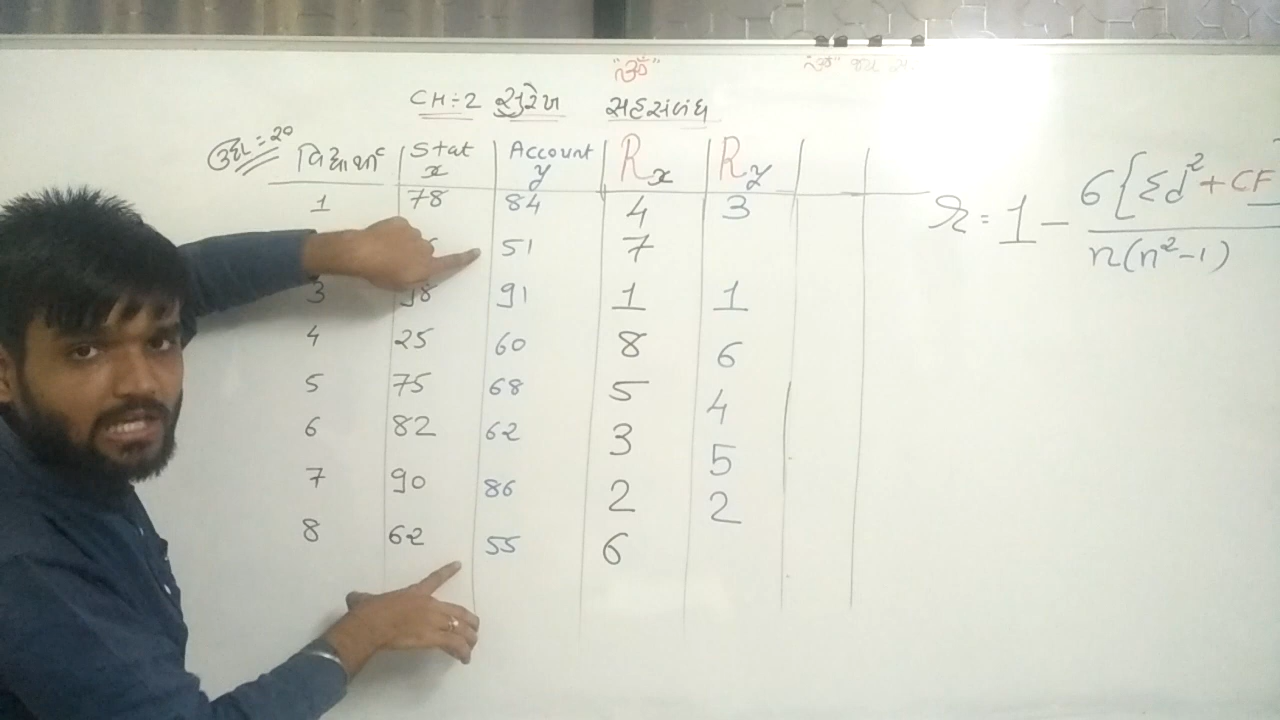 "ૐ"
"ૐ" જય
CH÷2 સુરેખ સહસંબંધ
ઉદા = 20
વિદ્યાર્થી Stat x Account y Rx Ry
1 78 84 4 3
51 7
3 98 91 1 1
4 25 60 8 6
5 75 68 5 4
6 82 62 3 5
7 90 86 2 2
8 62 55 6
r = 1 - 6{Σd²+CF
n(n²-1)